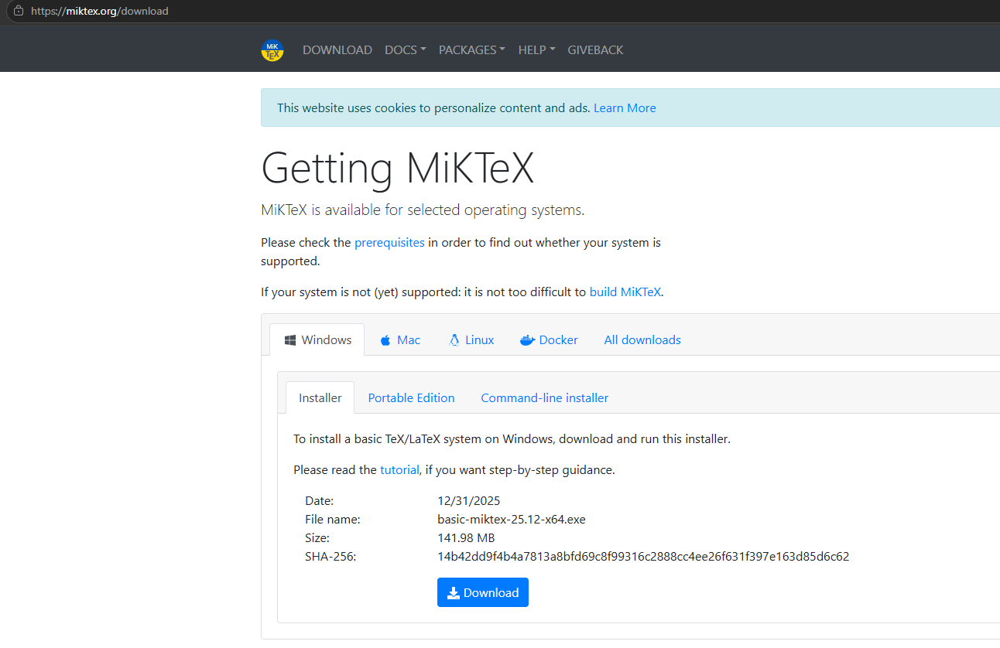 https://miktex.org/download
MiK
TEX
DOWNLOAD DOCS PACKAGES HELP GIVEBACK
This website uses cookies to personalize content and ads. Learn More
Getting MiKTeX
MiKTeX is available for selected operating systems.
Please check the prerequisites in order to find out whether your system is
supported.
If your system is not (yet) supported: it is not too difficult to build MiKTeX.
Windows Mac Linux Docker All downloads
Installer Portable Edition Command-line installer
To install a basic TeX/LaTeX system on Windows, download and run this installer.
Please read the tutorial, if you want step-by-step guidance.
Date: 12/31/2025
File name: basic-miktex-25.12-x64.exe
Size: 141.98 MB
SHA-256: 14b42dd9f4b4a7813a8bfd69c8f99316c2888cc4ee26f631f397e163d85d6c62
Download